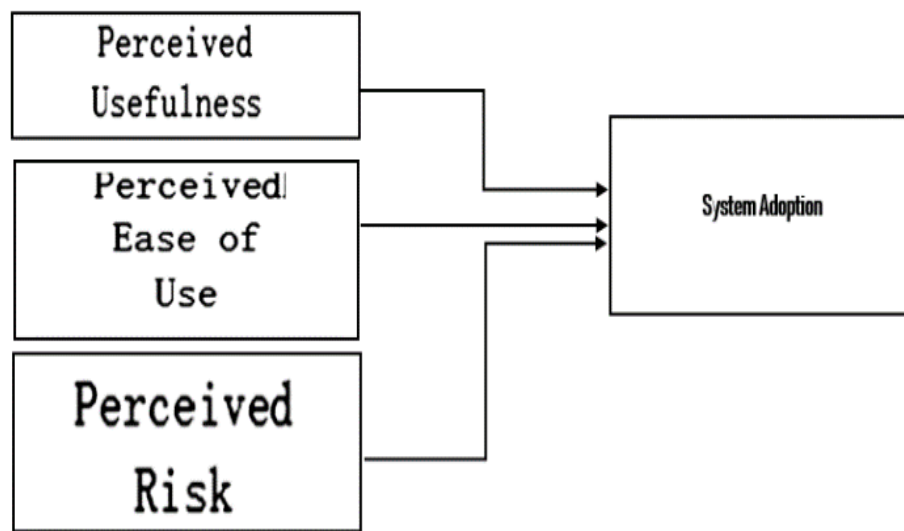 Perceived
Usefulness
Perceived
Ease of
Use
Perceived
Risk
System Adoption